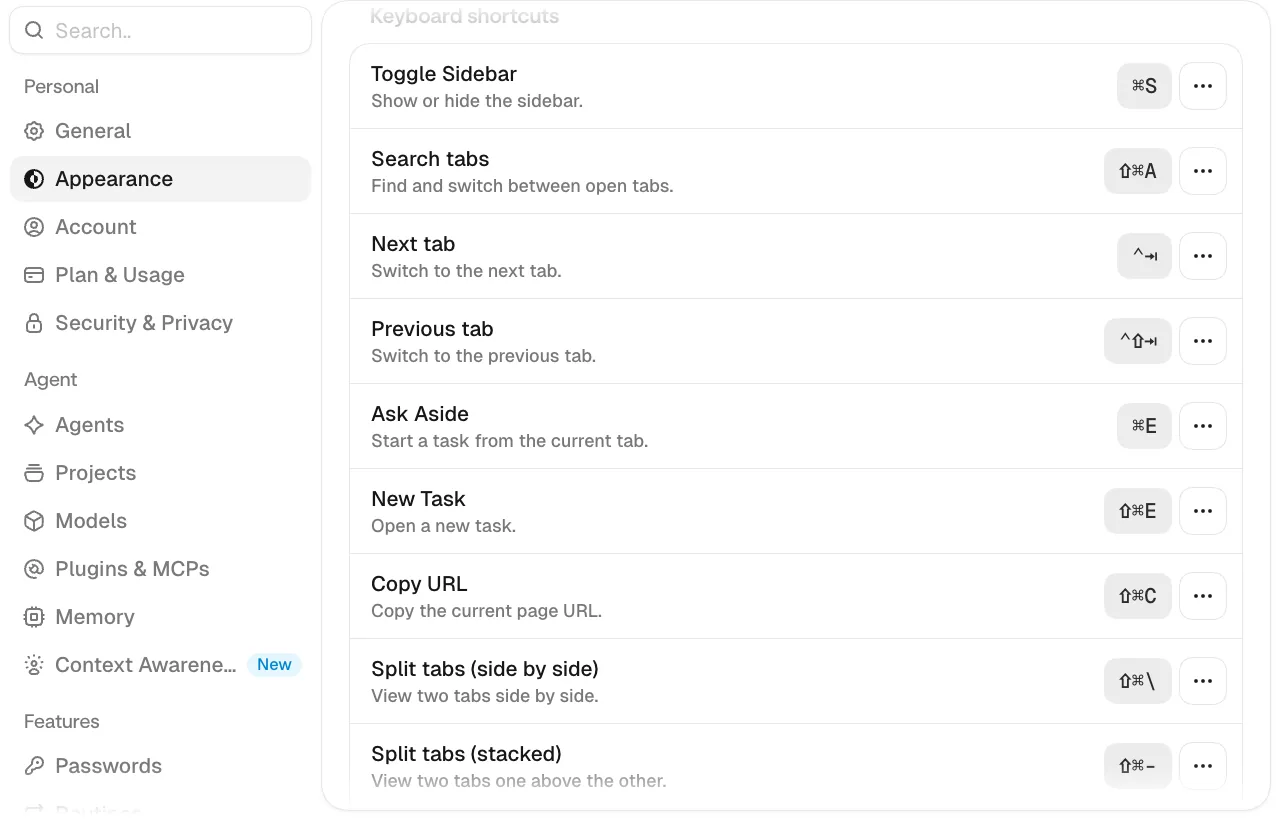 Search..
Personal
General
Appearance
Account
Plan & Usage
Security & Privacy
Agent
Agents
Projects
Models
Plugins & MCPs
Memory
Context Awarene... New
Features
Passwords
Keyboard shortcuts
Toggle Sidebar ⌘S
Show or hide the sidebar.
Search tabs ⇧⌘A
Find and switch between open tabs.
Next tab ^⇥
Switch to the next tab.
Previous tab ^⇧⇥
Switch to the previous tab.
Ask Aside ⌘E
Start a task from the current tab.
New Task ⇧⌘E
Open a new task.
Copy URL ⇧⌘C
Copy the current page URL.
Split tabs (side by side) ⇧⌘\
View two tabs side by side.
Split tabs (stacked) ⇧⌘-
View two tabs one above the other.